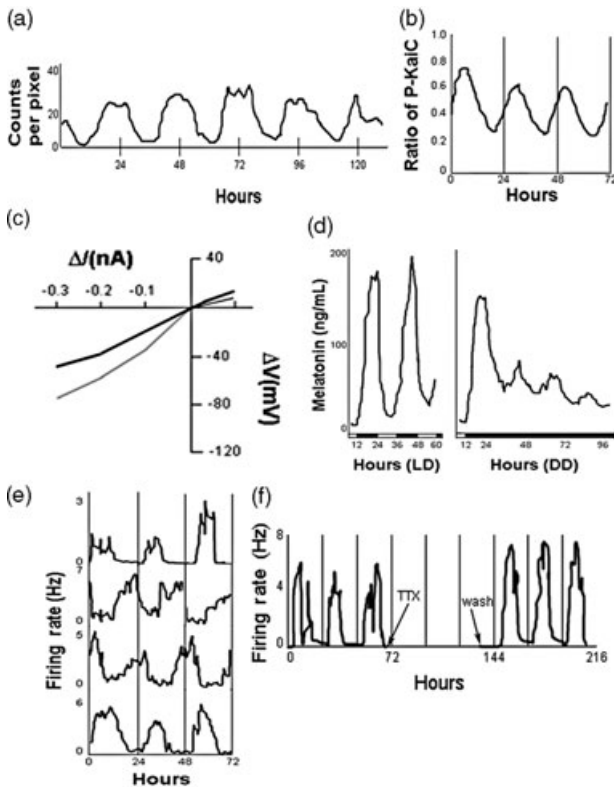 (a)
Counts per pixel
40
20
0
24 48 72 96 120
Hours
(b)
Ratio of P-KaiC
1.0
0.8
0.6
0.4
0.2
0
0 24 48 72
Hours
(c)
Δ/(nA)
-0.3 -0.2 -0.1
40
-40
-80
-120
ΔV(mV)
(d)
Melatonin (ng/mL)
200
100
0
12 24 36 48 60
Hours (LD)
12 24 48 72 96
Hours (DD)
(e)
Firing rate (Hz)
3
0
7
0
5
0
6
0
0 24 48 72
Hours
(f)
Firing rate (Hz)
8
4
0
TTX
wash
0 72 144 216
Hours